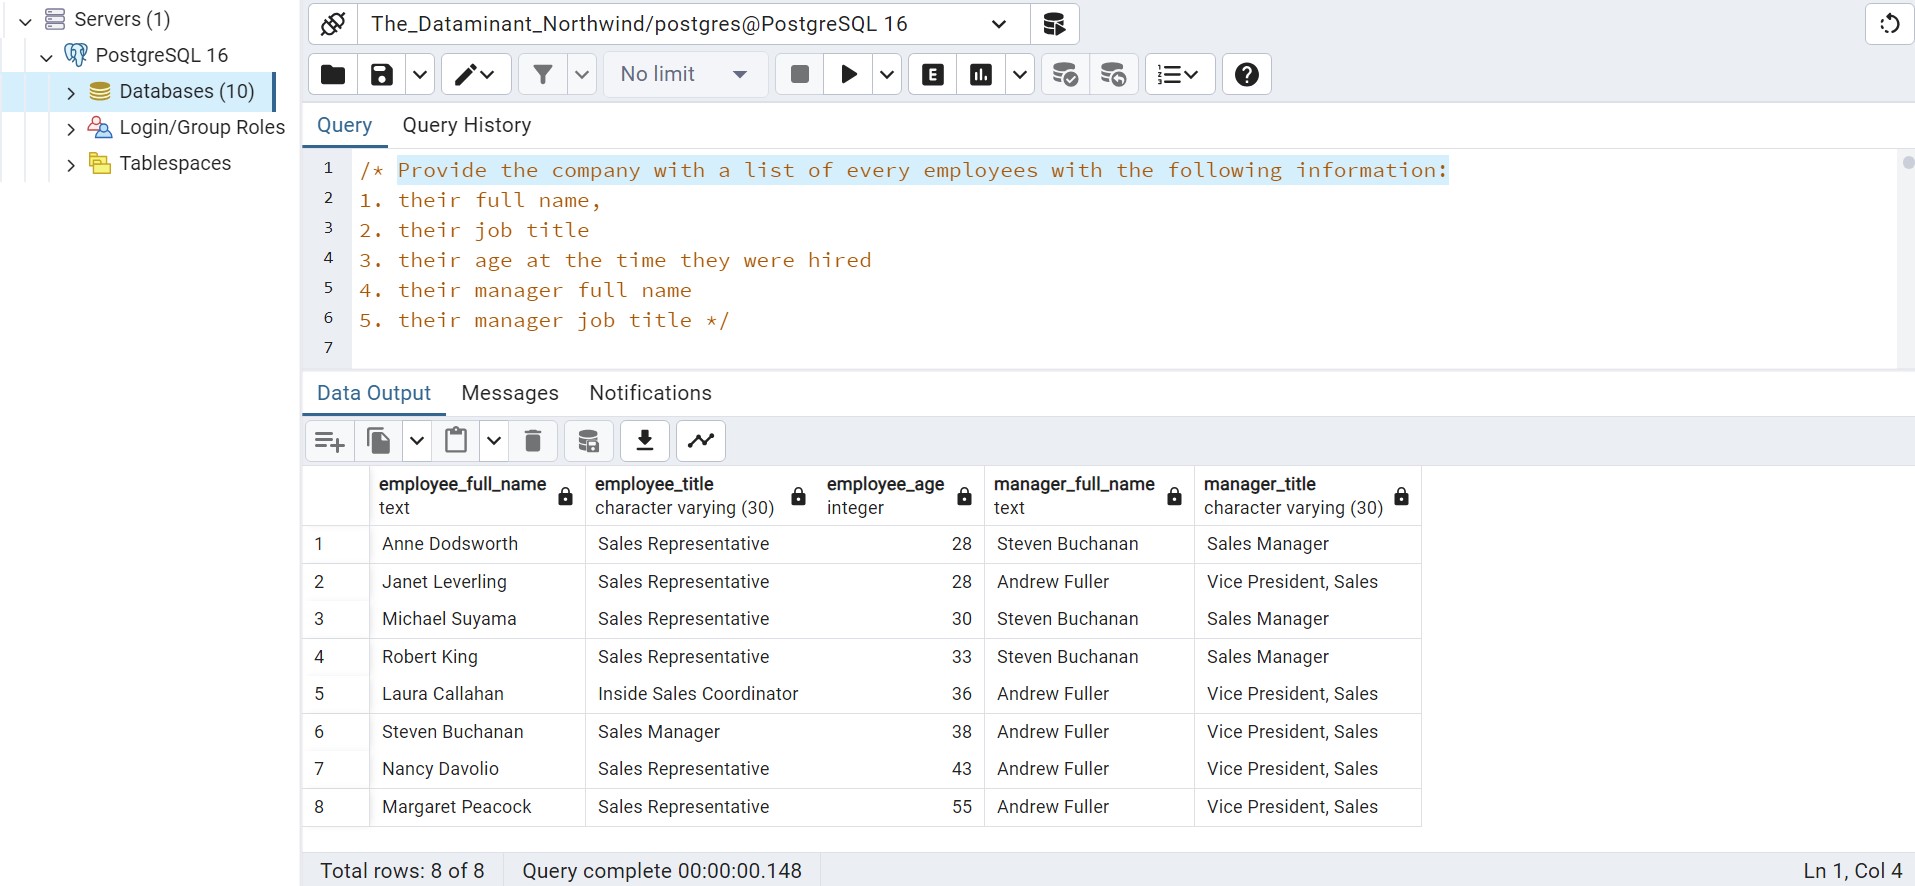 Servers (1)
PostgreSQL 16
Databases (10)
Login/Group Roles
Tablespaces
The_Dataminant_Northwind/postgres@PostgreSQL 16
No limit
E
Query Query History
1 /* Provide the company with a list of every employees with the following information:
2 1. their full name,
3 2. their job title
4 3. their age at the time they were hired
5 4. their manager full name
6 5. their manager job title */
7
Data Output Messages Notifications
employee_full_name employee_title employee_age manager_full_name manager_title
text character varying (30) integer text character varying (30)
1 Anne Dodsworth Sales Representative 28 Steven Buchanan Sales Manager
2 Janet Leverling Sales Representative 28 Andrew Fuller Vice President, Sales
3 Michael Suyama Sales Representative 30 Steven Buchanan Sales Manager
4 Robert King Sales Representative 33 Steven Buchanan Sales Manager
5 Laura Callahan Inside Sales Coordinator 36 Andrew Fuller Vice President, Sales
6 Steven Buchanan Sales Manager 38 Andrew Fuller Vice President, Sales
7 Nancy Davolio Sales Representative 43 Andrew Fuller Vice President, Sales
8 Margaret Peacock Sales Representative 55 Andrew Fuller Vice President, Sales
Total rows: 8 of 8 Query complete 00:00:00.148 Ln 1, Col 4